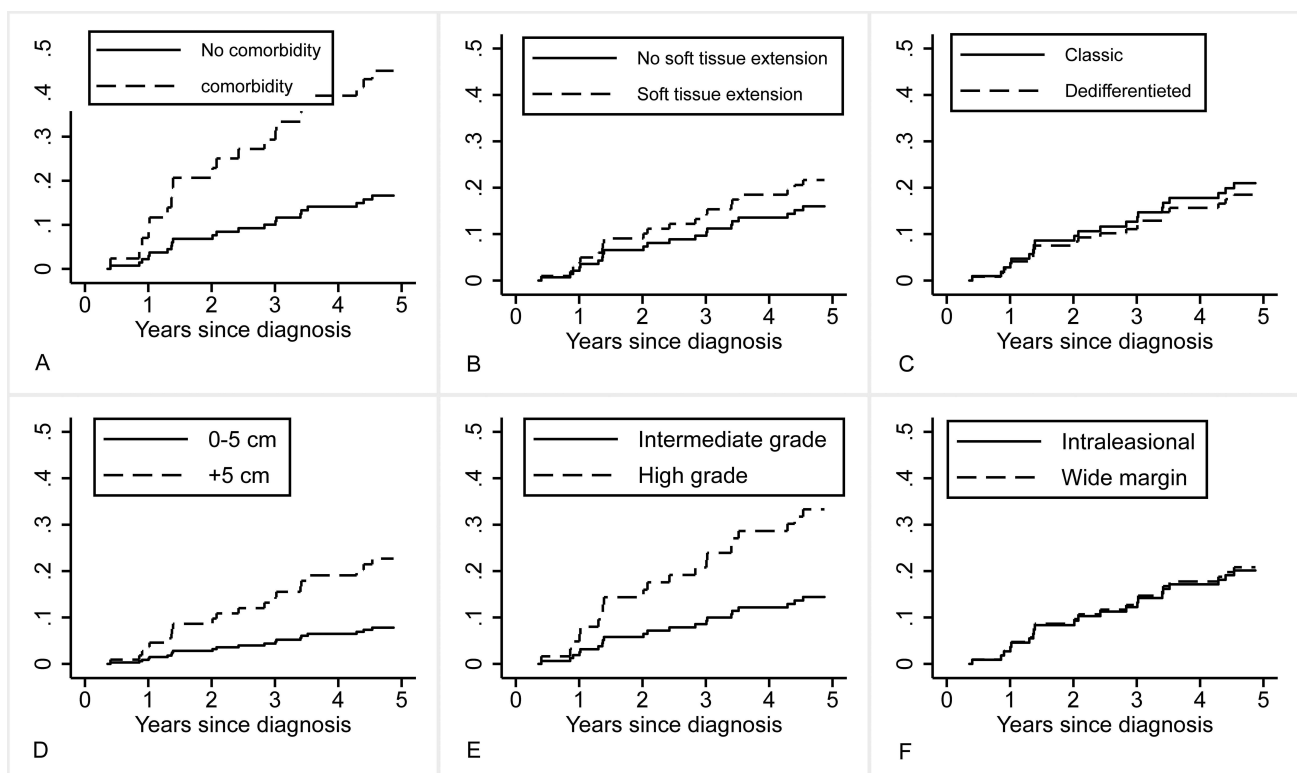 No comorbidity
comorbidity
.5
.4
.3
.2
.1
0
0 1 2 3 4 5
Years since diagnosis
A
No soft tissue extension
Soft tissue extension
.5
.4
.3
.2
.1
0
0 1 2 3 4 5
Years since diagnosis
B
Classic
Dedifferentieted
.5
.4
.3
.2
.1
0
0 1 2 3 4 5
Years since diagnosis
C
0-5 cm
+5 cm
.5
.4
.3
.2
.1
0
0 1 2 3 4 5
Years since diagnosis
D
Intermediate grade
High grade
.5
.4
.3
.2
.1
0
0 1 2 3 4 5
Years since diagnosis
E
Intraleasional
Wide margin
.5
.4
.3
.2
.1
0
0 1 2 3 4 5
Years since diagnosis
F